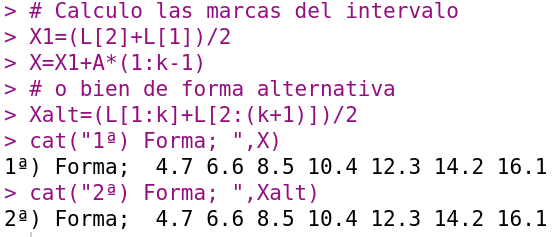 > # Calculo las marcas del intervalo
> X1=(L[2]+L[1])/2
> X=X1+A*(1:k-1)
> # o bien de forma alternativa
> Xalt=(L[1:k]+L[2:(k+1)])/2
> cat("1ª) Forma; ",X)
1ª) Forma;  4.7 6.6 8.5 10.4 12.3 14.2 16.1
> cat("2ª) Forma; ",Xalt)
2ª) Forma;  4.7 6.6 8.5 10.4 12.3 14.2 16.1